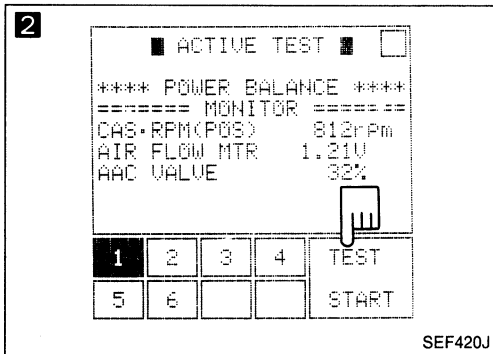 2
■ ACTIVE TEST ■
**** POWER BALANCE ****
======= MONITOR =======
CAS•RPM(POS) 812rpm
AIR FLOW MTR 1.21V
AAC VALVE 32%
1 2 3 4 TEST
5 6 START
SEF420J